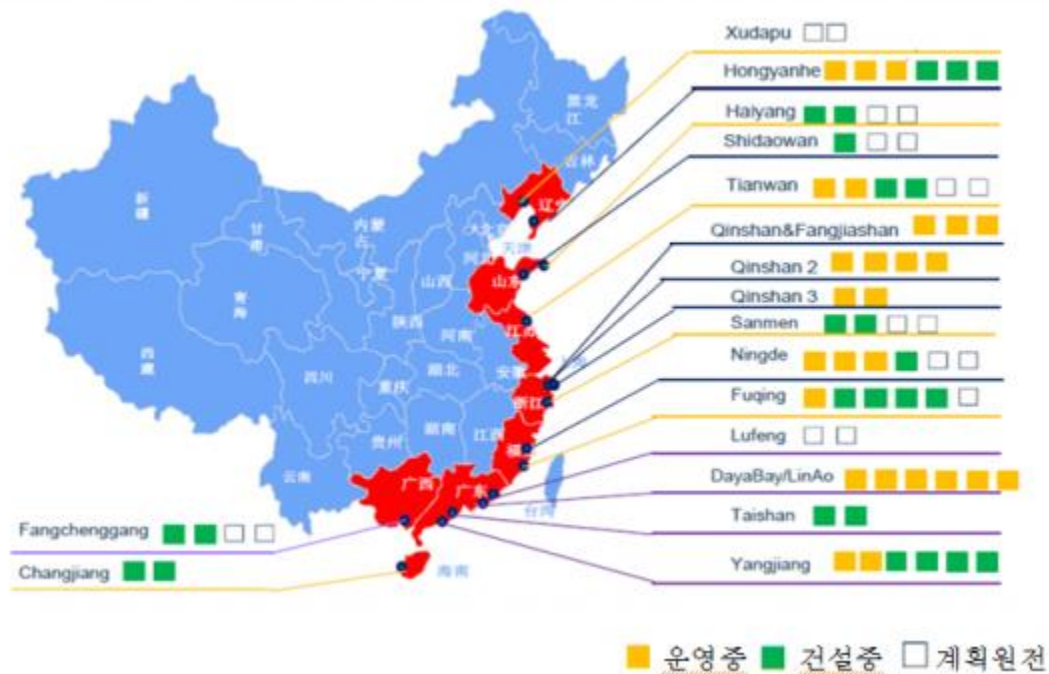 Xudapu
Hongyanhe
Haiyang
Shidaowan
Tianwan
Qinshan&Fangjiashan
Qinshan 2
Qinshan 3
Sanmen
Ningde
Fuqing
Lufeng
DayaBay/LinAo
Taishan
Yangjiang
Fangchenggang
Changjiang
黑龙
江
吉林
辽宁
新
疆
甘
内蒙
古
天津
宁夏
山西
山东
青
海
陕西
河南
江苏
西
藏
四川
重庆
湖北
安徽
浙江
贵州
湖南
江西
福
云南
广西
广东
台湾
海南
운영중
건설중
계획원전